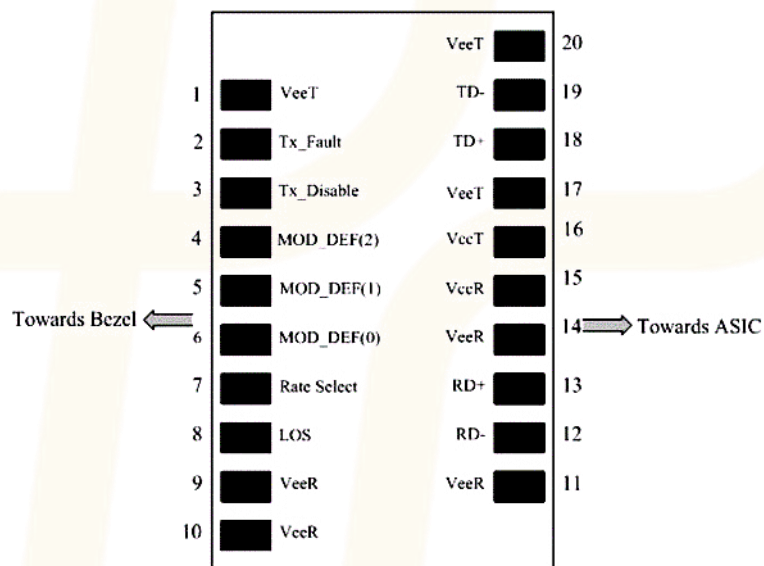 1 VeeT
2 Tx_Fault
3 Tx_Disable
4 MOD_DEF(2)
5 MOD_DEF(1)
Towards Bezel
6 MOD_DEF(0)
7 Rate Select
8 LOS
9 VeeR
10 VeeR
VeeT 20
TD- 19
TD+ 18
VeeT 17
VccT 16
VccR 15
VeeR 14
Towards ASIC
RD+ 13
RD- 12
VeeR 11